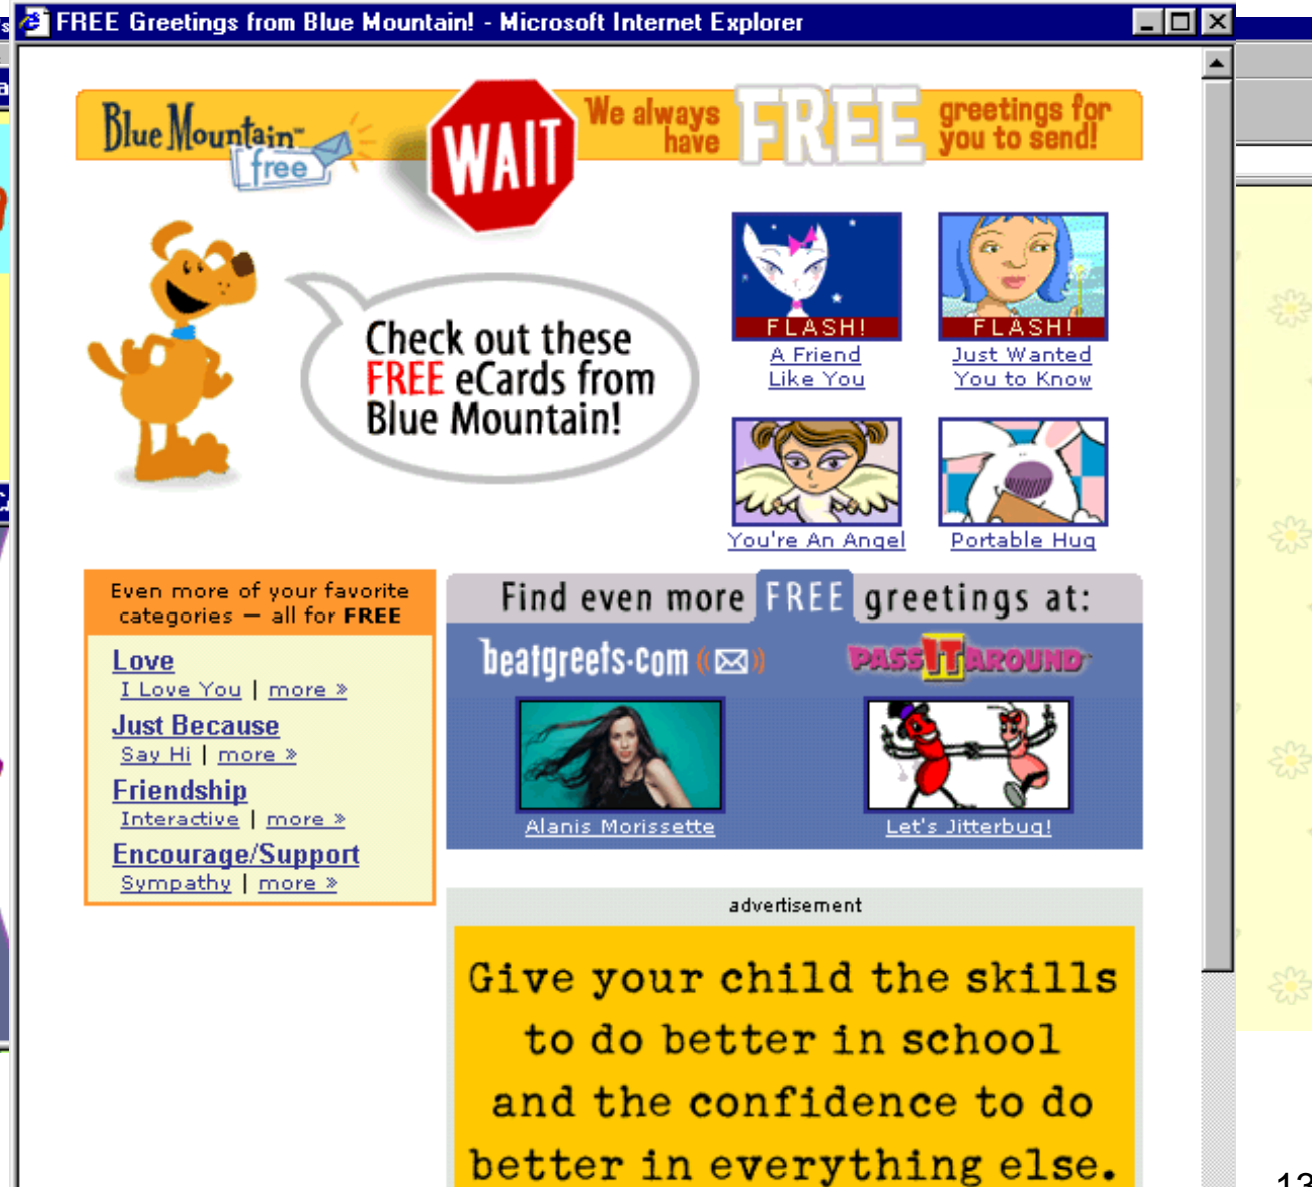 FREE Greetings from Blue Mountain! - Microsoft Internet Explorer
Blue Mountain™
free
WAIT
We always
have
FREE
greetings for
you to send!
Check out these
FREE eCards from
Blue Mountain!
FLASH!
A Friend
Like You
FLASH!
Just Wanted
You to Know
You're An Angel
Portable Hug
Even more of your favorite
categories — all for FREE
Love
I Love You | more »
Just Because
Say Hi | more »
Friendship
Interactive | more »
Encourage/Support
Sympathy | more »
Find even more FREE greetings at:
beatgreets.com
PASS IT AROUND
Alanis Morissette
Let's Jitterbug!
advertisement
Give your child the skills
to do better in school
and the confidence to do
better in everything else.
13